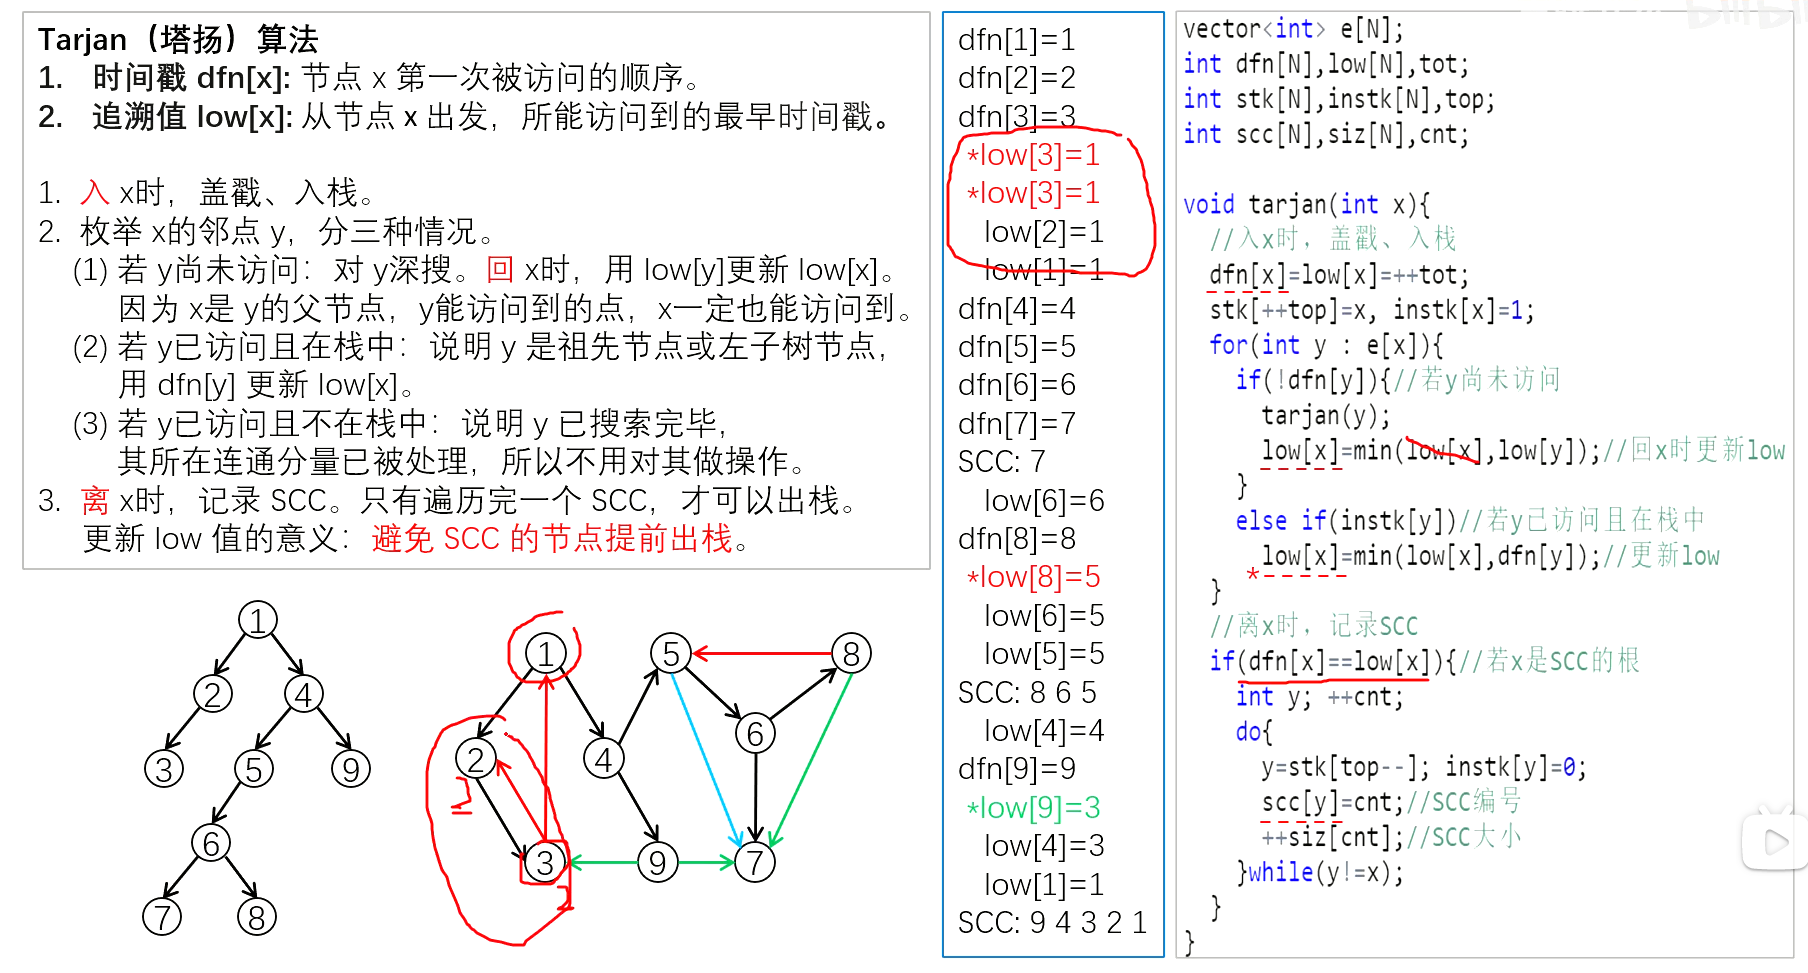 Tarjan（塔扬）算法
1. 时间戳 dfn[x]: 节点 x 第一次被访问的顺序。
2. 追溯值 low[x]: 从节点 x 出发，所能访问到的最早时间戳。
1. 入 x时，盖戳、入栈。
2. 枚举 x的邻点 y，分三种情况。
(1) 若 y尚未访问：对 y深搜。回 x时，用 low[y]更新 low[x]。
因为 x是 y的父节点，y能访问到的点，x一定也能访问到。
(2) 若 y已访问且在栈中：说明 y 是祖先节点或左子树节点，
用 dfn[y] 更新 low[x]。
(3) 若 y已访问且不在栈中：说明 y 已搜索完毕，
其所在连通分量已被处理，所以不用对其做操作。
3. 离 x时，记录 SCC。只有遍历完一个 SCC，才可以出栈。
更新 low 值的意义：避免 SCC 的节点提前出栈。
1
2 4
3 5 9
6
7 8
1 5 8
2 4 6
1
3 9 7
dfn[1]=1
dfn[2]=2
dfn[3]=3
*low[3]=1
*low[3]=1
low[2]=1
low[1]=1
dfn[4]=4
dfn[5]=5
dfn[6]=6
dfn[7]=7
SCC: 7
low[6]=6
dfn[8]=8
*low[8]=5
low[6]=5
low[5]=5
SCC: 8 6 5
low[4]=4
dfn[9]=9
*low[9]=3
low[4]=3
low[1]=1
SCC: 9 4 3 2 1
vector<int> e[N];
int dfn[N],low[N],tot;
int stk[N],instk[N],top;
int scc[N],siz[N],cnt;
void tarjan(int x){
//入x时，盖戳、入栈
dfn[x]=low[x]=++tot;
stk[++top]=x, instk[x]=1;
for(int y : e[x]){
if(!dfn[y]){//若y尚未访问
tarjan(y);
low[x]=min(low[x],low[y]);//回x时更新low
}
else if(instk[y])//若y已访问且在栈中
*low[x]=min(low[x],dfn[y]);//更新low
}
//离x时，记录SCC
if(dfn[x]==low[x]){//若x是SCC的根
int y; ++cnt;
do{
y=stk[top--]; instk[y]=0;
scc[y]=cnt;//SCC编号
++siz[cnt];//SCC大小
}while(y!=x);
}
}